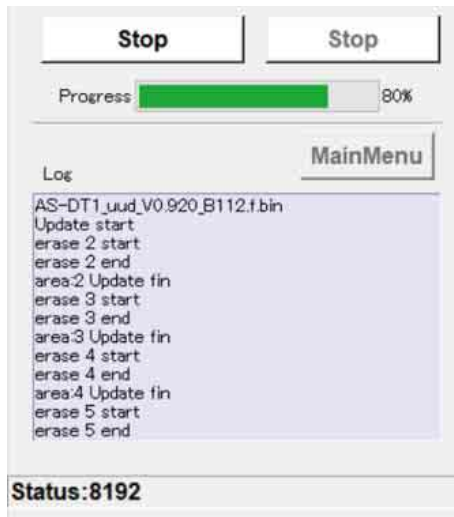 Stop Stop
Progress 80%
MainMenu
Log
AS-DT1_uud_V0.920_B112.f.bin
Update start
erase 2 start
erase 2 end
area:2 Update fin
erase 3 start
erase 3 end
area:3 Update fin
erase 4 start
erase 4 end
area:4 Update fin
erase 5 start
erase 5 end
Status:8192